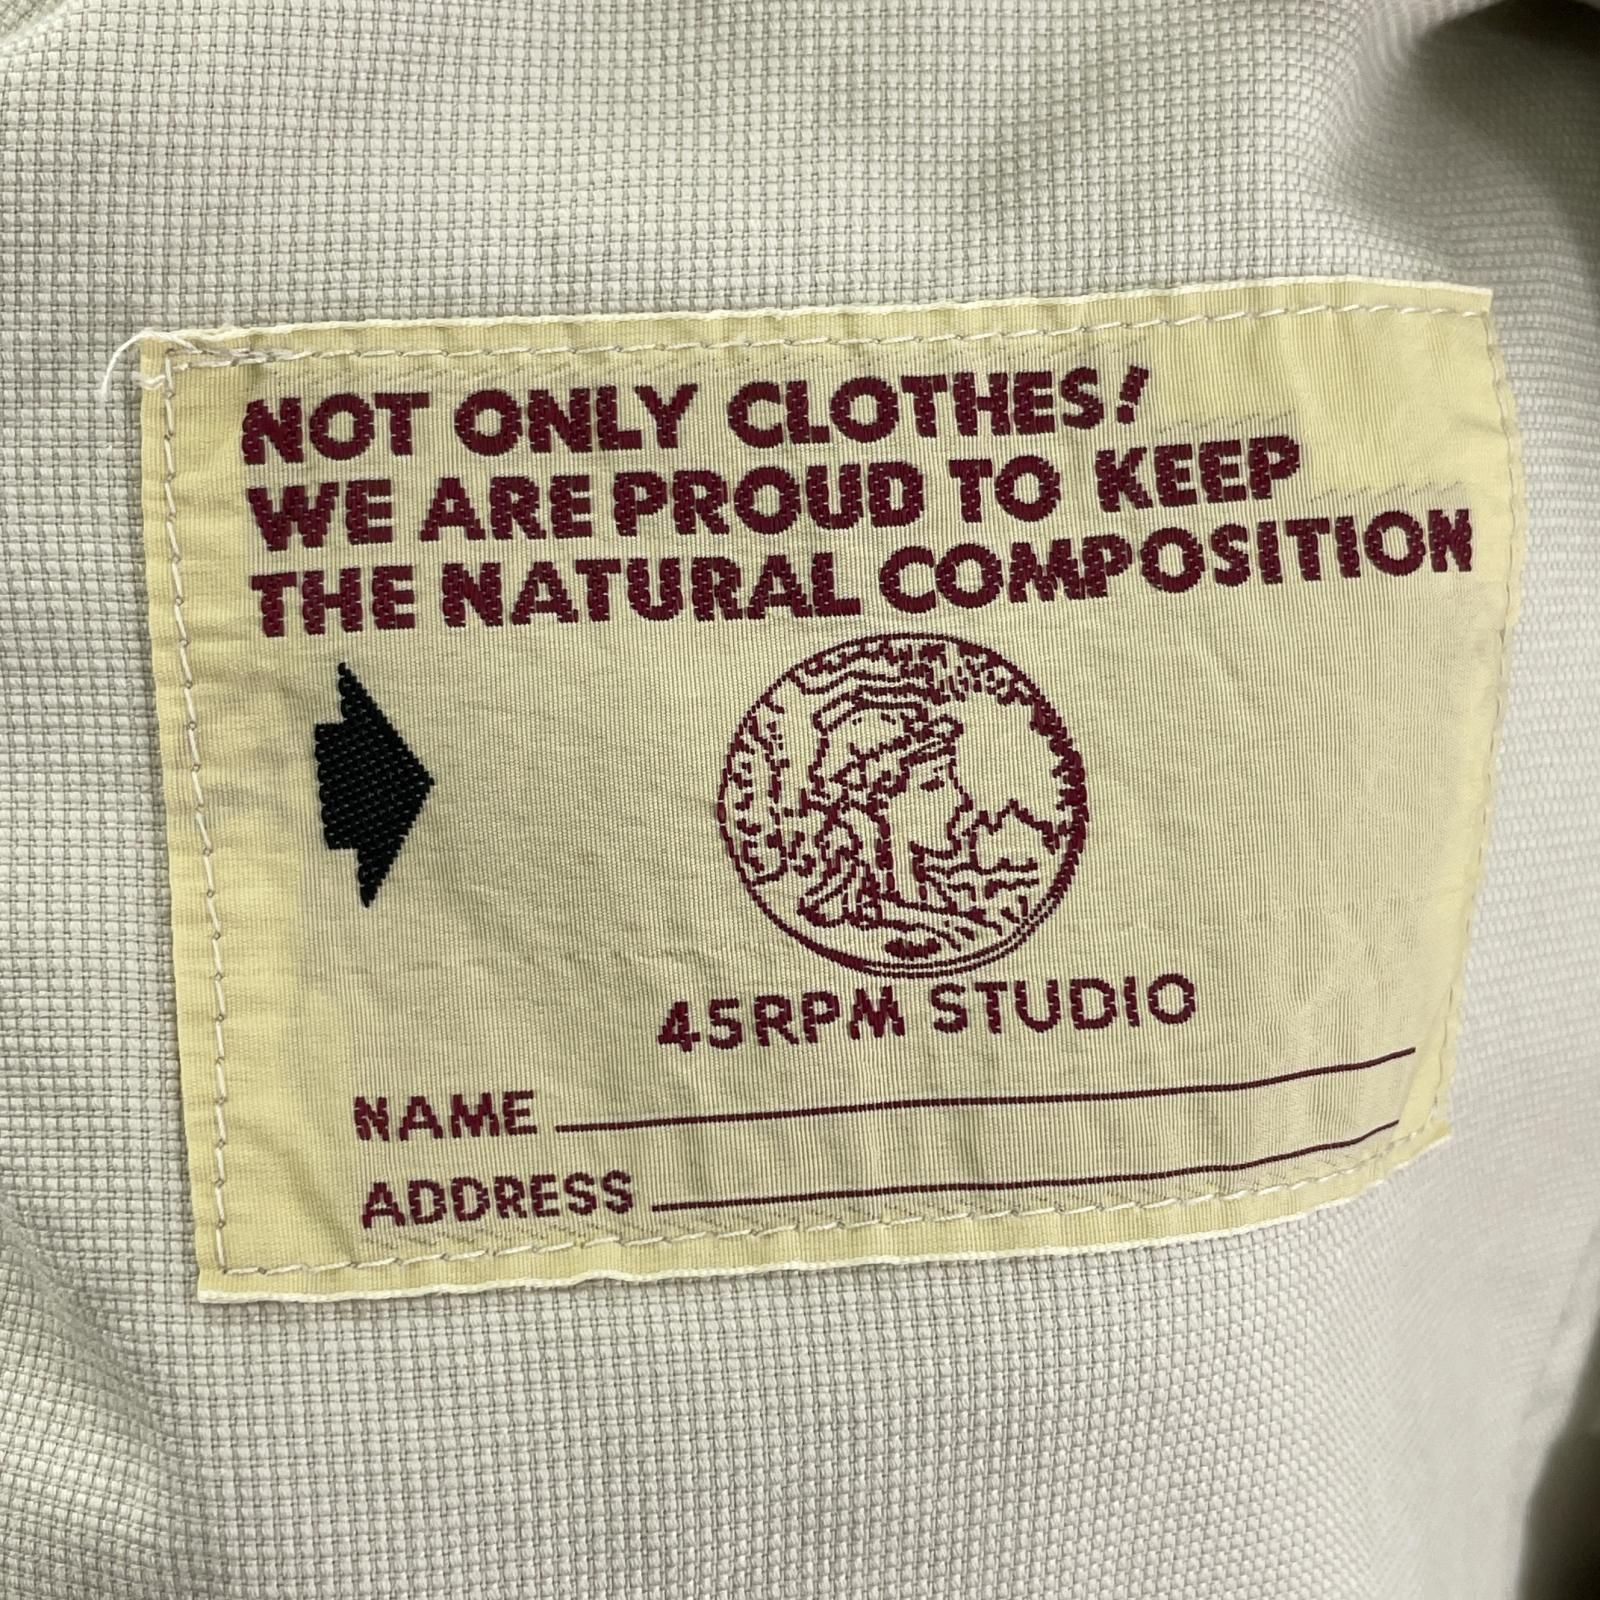 NOT ONLY CLOTHES!
WE ARE PROUD TO KEEP
THE NATURAL COMPOSITION
45RPM STUDIO
NAME
ADDRESS